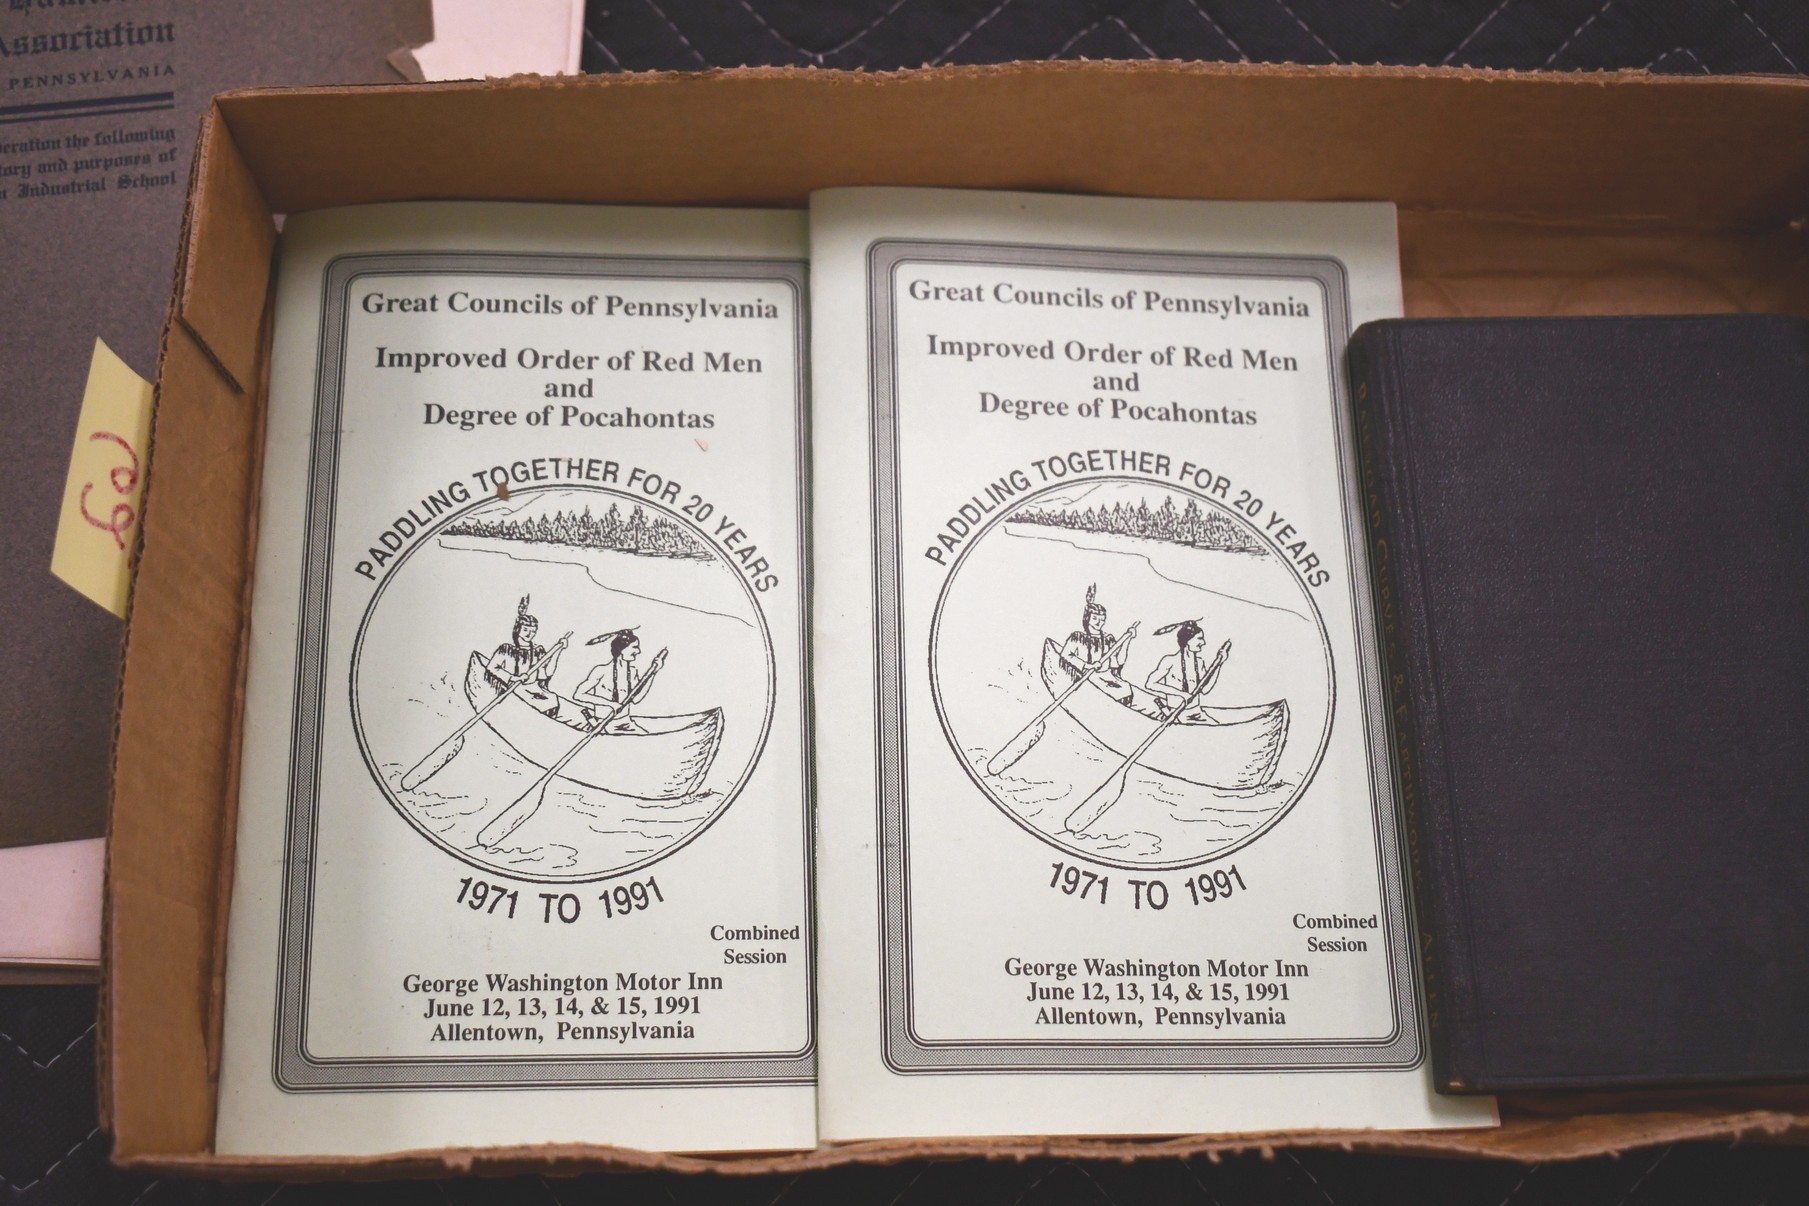 Association
PENNSYLVANIA
the following
and purposes of
Industrial School
69
Great Councils of Pennsylvania
Improved Order of Red Men
and
Degree of Pocahontas
PADDLING TOGETHER FOR 20 YEARS
1971 TO 1991
Combined
Session
George Washington Motor Inn
June 12, 13, 14, & 15, 1991
Allentown, Pennsylvania
Great Councils of Pennsylvania
Improved Order of Red Men
and
Degree of Pocahontas
PADDLING TOGETHER FOR 20 YEARS
1971 TO 1991
Combined
Session
George Washington Motor Inn
June 12, 13, 14, & 15, 1991
Allentown, Pennsylvania
RAILROAD CURVES & EARTHWORK ALLEN